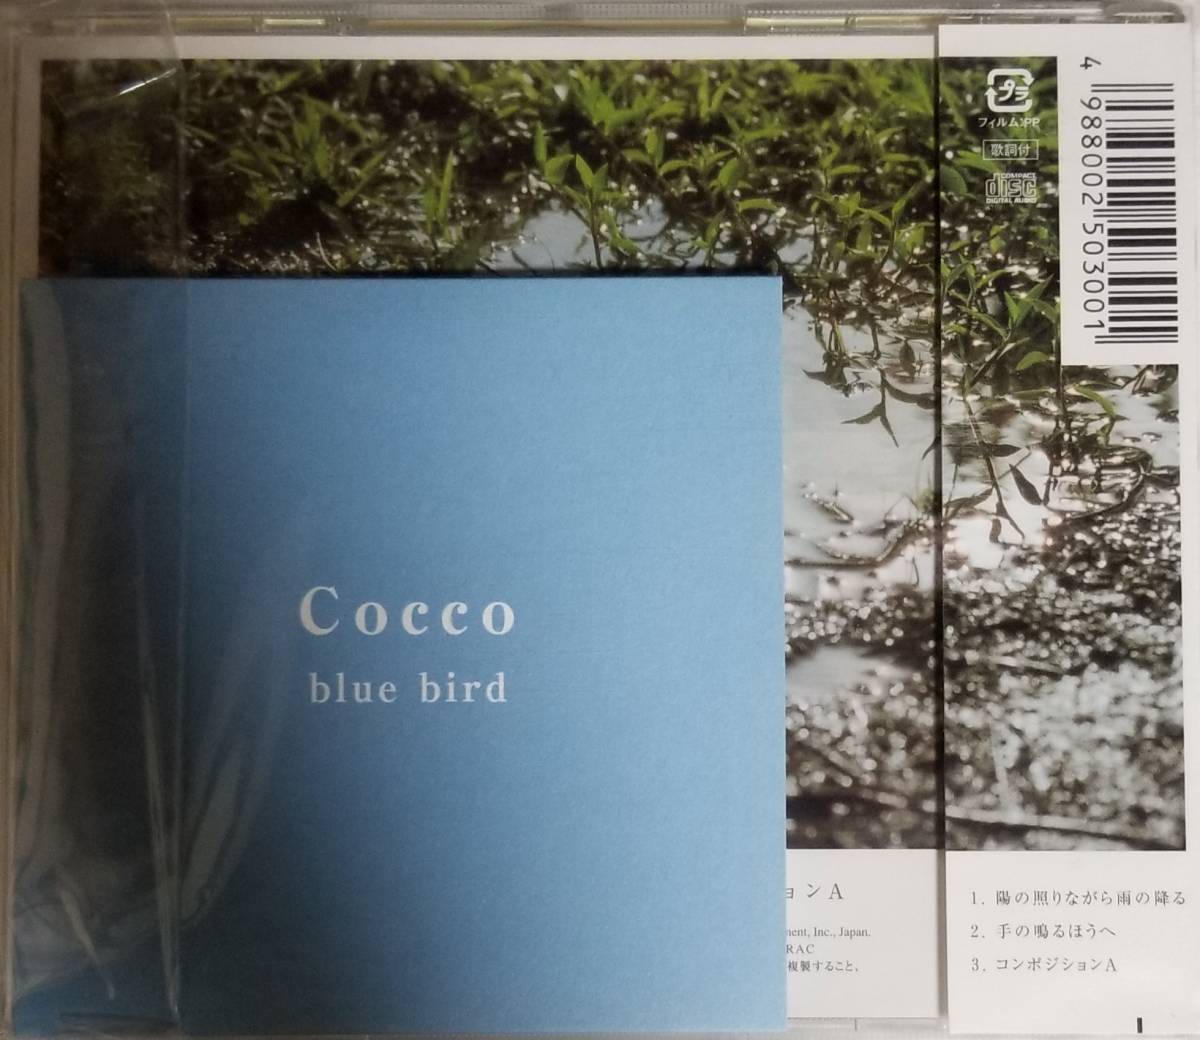 プラ
フィルム:PP
歌詞付
COMPACT
disc
DIGITAL AUDIO
4 988002 503001
Cocco
blue bird
ョンA
ment, Inc., Japan.
RAC
複製すること、
1. 陽の照りながら雨の降る
2. 手の鳴るほうへ
3. コンポジションA